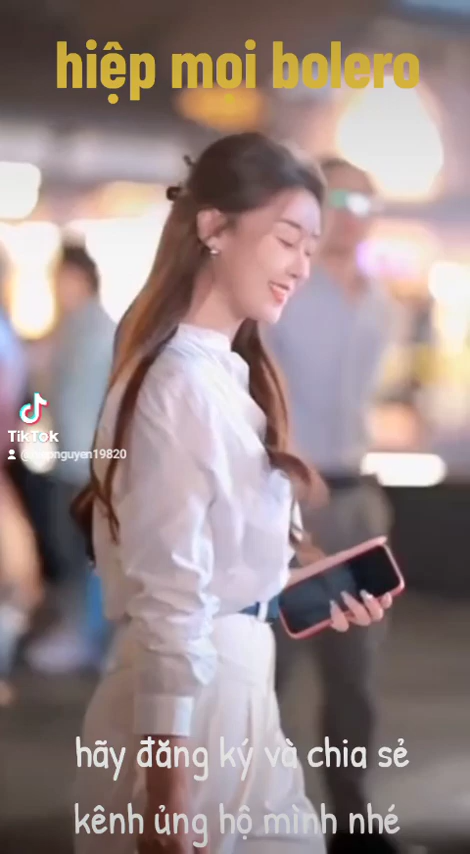 hiệp mọi bolero
TikTok
hãy đăng ký và chia sẻ
kênh ủng hộ mình nhé